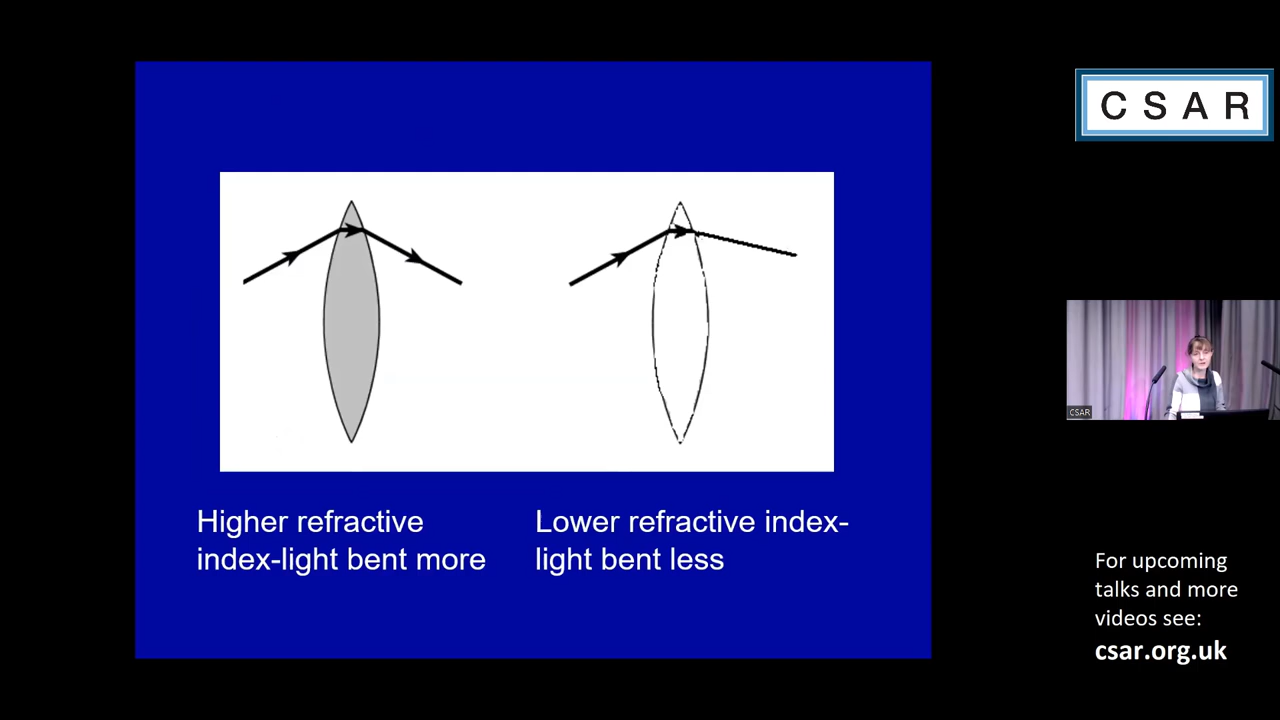 C S A R
Higher refractive
index-light bent more
Lower refractive index-
light bent less
CSAR
For upcoming
talks and more
videos see:
csar.org.uk